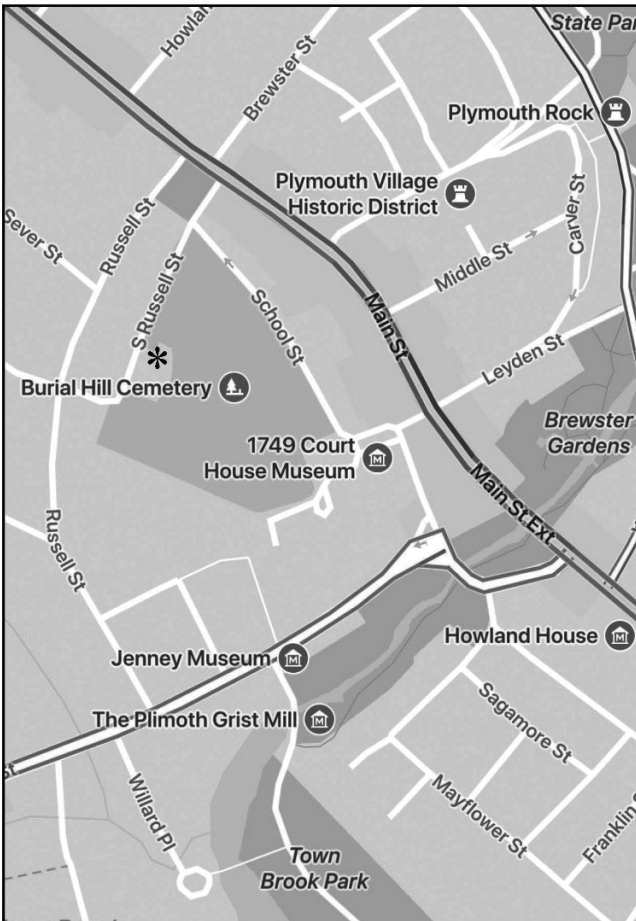 State Par
Howland
Brewster St
Plymouth Rock
Plymouth Village
Historic District
Carver St
Sever St
Russell St
S Russell St
Middle St
School St
Main St
*
Leyden St
Burial Hill Cemetery
Brewster
Gardens
1749 Court
House Museum
Main St Ext
Russell St
Howland House
Jenney Museum
Sagamore St
The Plimoth Grist Mill
St
Willard Pl
Mayflower St
Franklin S
Town
Brook Park